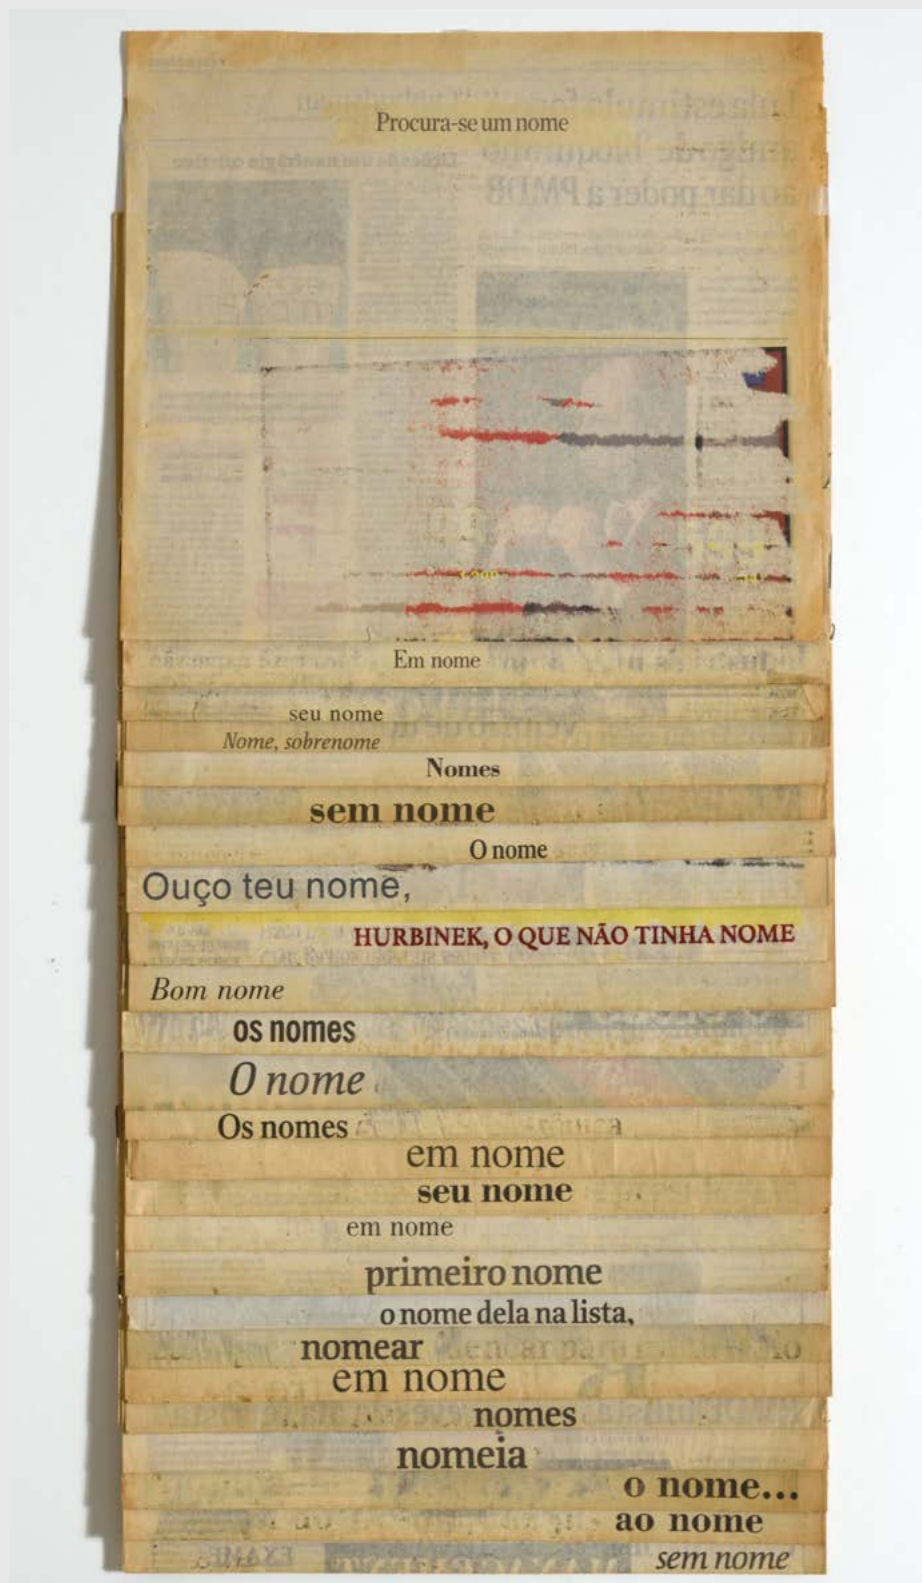 Procura-se um nome
Em nome
seu nome
Nome, sobrenome
Nomes
sem nome
O nome
Ouço teu nome,
HURBINEK, O QUE NÃO TINHA NOME
Bom nome
os nomes
O nome
Os nomes
em nome
seu nome
em nome
primeiro nome
o nome dela na lista,
nomear
em nome
nomes
nomeia
o nome...
ao nome
sem nome